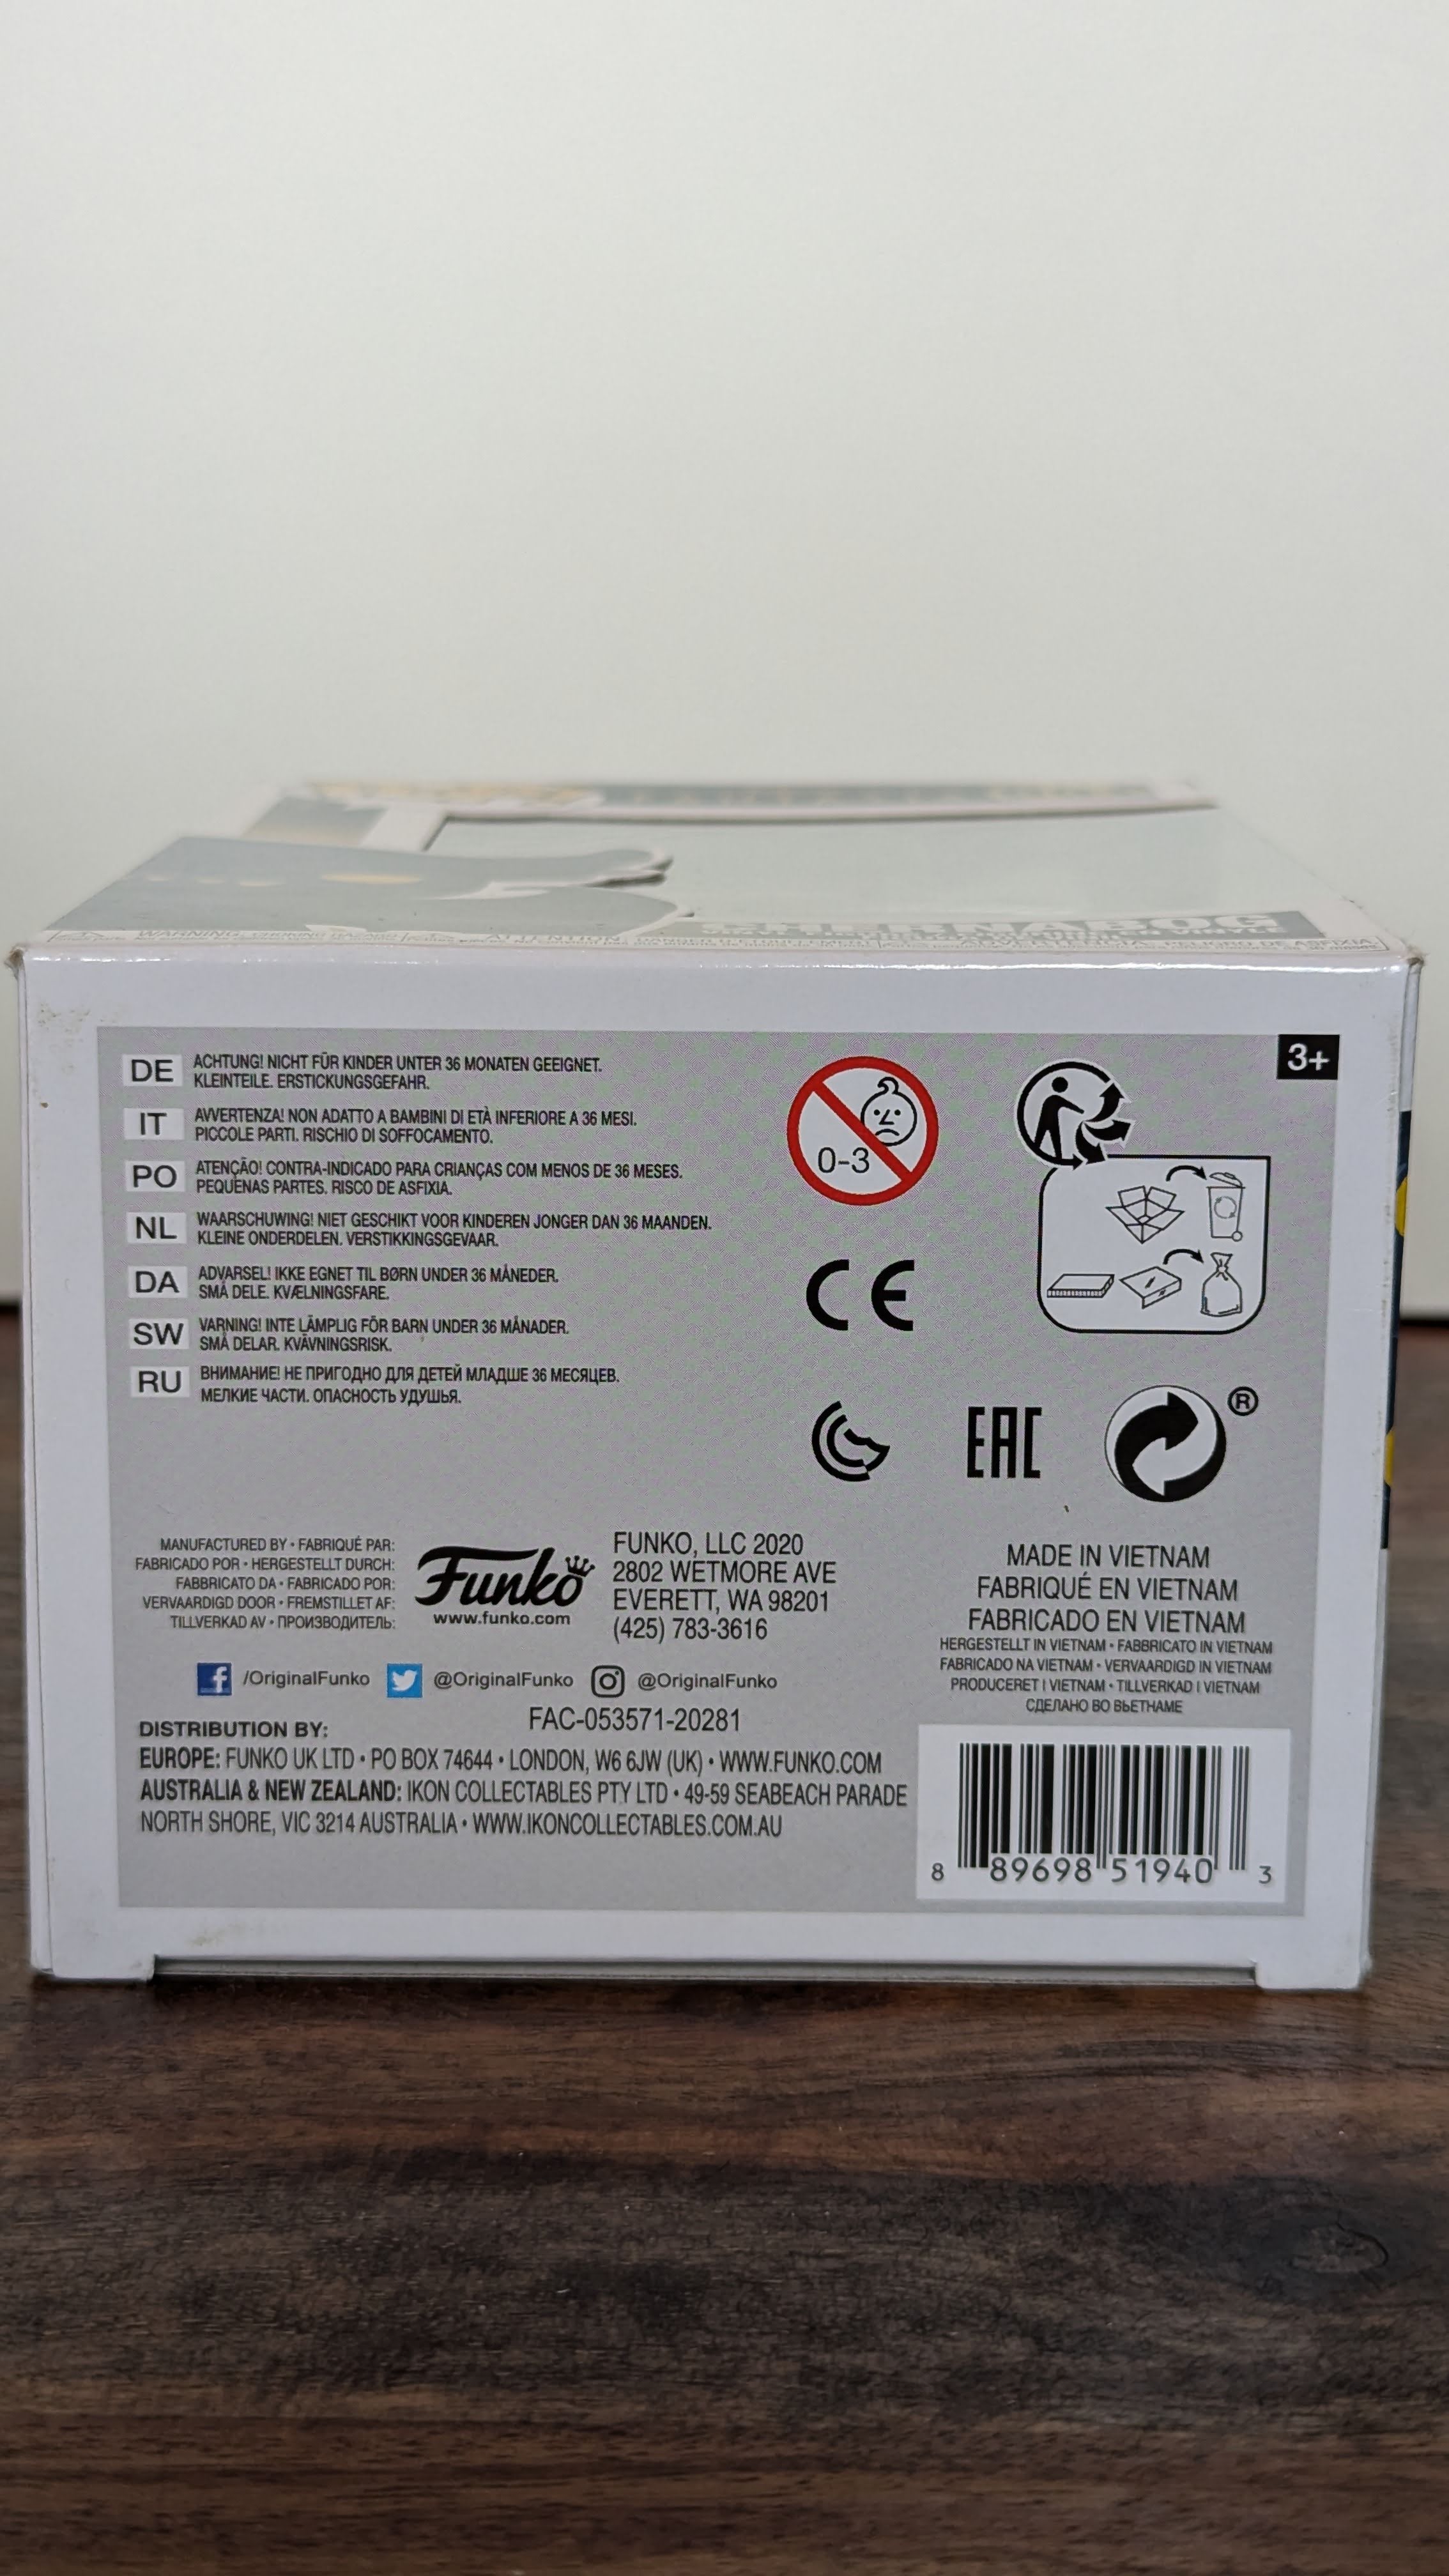 CHERNABOG
DE ACHTUNG! NICHT FÜR KINDER UNTER 36 MONATEN GEEIGNET.
KLEINTEILE. ERSTICKUNGSGEFAHR.
IT AVVERTENZA! NON ADATTO A BAMBINI DI ETÀ INFERIORE A 36 MESI.
PICCOLE PARTI. RISCHIO DI SOFFOCAMENTO.
PO ATENÇÃO! CONTRA-INDICADO PARA CRIANÇAS COM MENOS DE 36 MESES.
PEQUENAS PARTES. RISCO DE ASFIXIA.
NL WAARSCHUWING! NIET GESCHIKT VOOR KINDEREN JONGER DAN 36 MAANDEN.
KLEINE ONDERDELEN. VERSTIKKINGSGEVAAR.
DA ADVARSEL! IKKE EGNET TIL BØRN UNDER 36 MÅNEDER.
SMÅ DELE. KVÆLNINGSFARE.
SW VARNING! INTE LÄMPLIG FÖR BARN UNDER 36 MÅNADER.
SMÅ DELAR. KVÄVNINGSRISK.
RU ВНИМАНИЕ! НЕ ПРИГОДНО ДЛЯ ДЕТЕЙ МЛАДШЕ 36 МЕСЯЦЕВ.
МЕЛКИЕ ЧАСТИ. ОПАСНОСТЬ УДУШЬЯ.
3+
0-3
CE
EAC
®
MANUFACTURED BY • FABRIQUÉ PAR:
FABRICADO POR • HERGESTELLT DURCH:
FABBRICATO DA • FABRICADO POR:
VERVAARDIGD DOOR • FREMSTILLET AF:
TILLVERKAD AV • ПРОИЗВОДИТЕЛЬ:
Funko
www.funko.com
FUNKO, LLC 2020
2802 WETMORE AVE
EVERETT, WA 98201
(425) 783-3616
/OriginalFunko @OriginalFunko @OriginalFunko
FAC-053571-20281
DISTRIBUTION BY:
EUROPE: FUNKO UK LTD • PO BOX 74644 • LONDON, W6 6JW (UK) • WWW.FUNKO.COM
AUSTRALIA & NEW ZEALAND: IKON COLLECTABLES PTY LTD • 49-59 SEABEACH PARADE
NORTH SHORE, VIC 3214 AUSTRALIA • WWW.IKONCOLLECTABLES.COM.AU
MADE IN VIETNAM
FABRIQUÉ EN VIETNAM
FABRICADO EN VIETNAM
HERGESTELLT IN VIETNAM • FABBRICATO IN VIETNAM
FABRICADO NA VIETNAM • VERVAARDIGD IN VIETNAM
PRODUCERET I VIETNAM • TILLVERKAD I VIETNAM
СДЕЛАНО ВО ВЬЕТНАМЕ
8 89698 51940 3